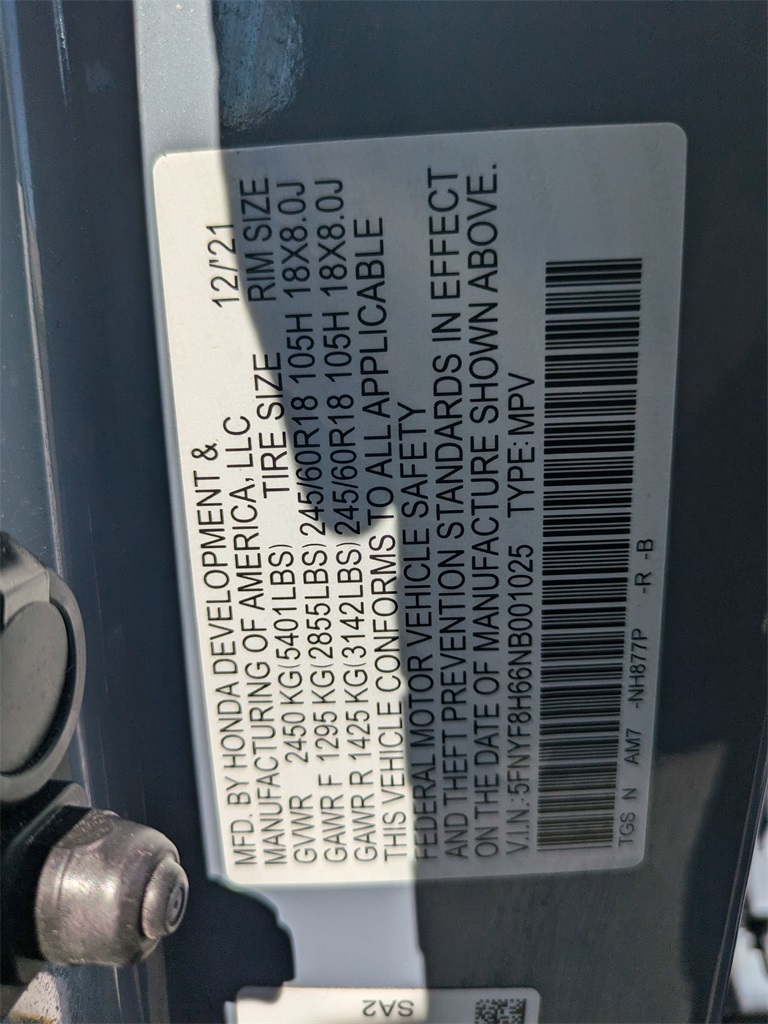 MFD. BY HONDA DEVELOPMENT &
MANUFACTURING OF AMERICA, LLC 12/'21
GVWR 2450 KG(5401LBS) TIRE SIZE RIM SIZE
GAWR F 1295 KG(2855LBS) 245/60R18 105H 18X8.0J
GAWR R 1425 KG(3142LBS) 245/60R18 105H 18X8.0J
THIS VEHICLE CONFORMS TO ALL APPLICABLE
FEDERAL MOTOR VEHICLE SAFETY
AND THEFT PREVENTION STANDARDS IN EFFECT
ON THE DATE OF MANUFACTURE SHOWN ABOVE.
V.I.N.:5FNYF8H66NB001025 TYPE: MPV
TGS N AM7 -NH877P -R -B
SA2